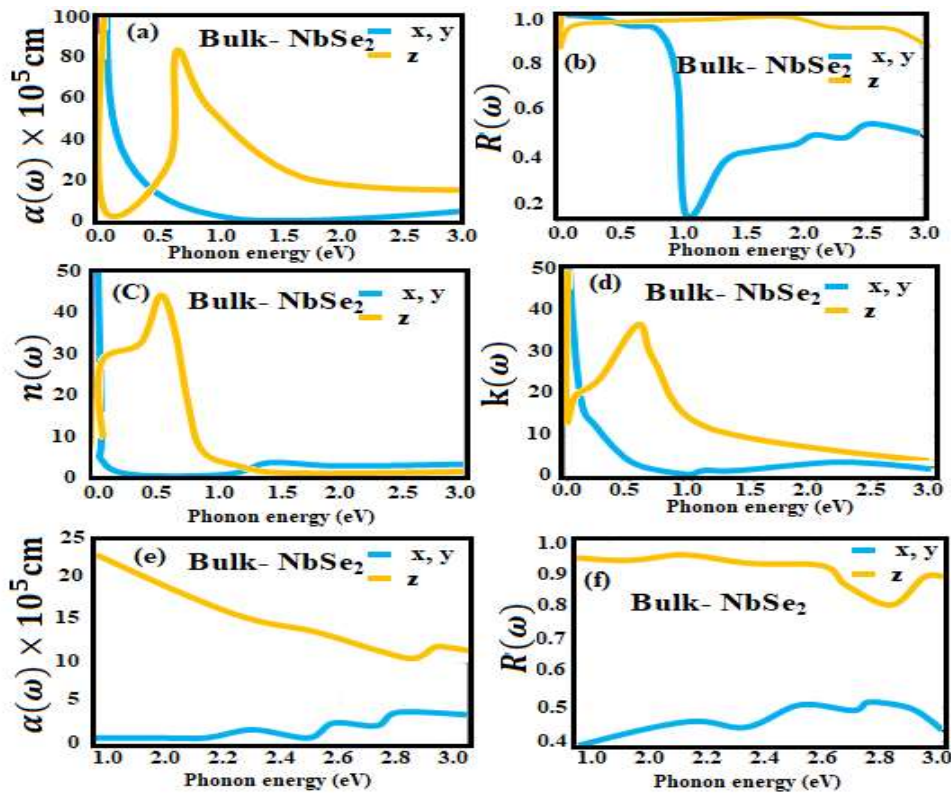 (a)
Bulk- NbSe₂
x, y
z
α(ω) × 10⁵cm
100
80
60
40
20
0
0.0 0.5 1.0 1.5 2.0 2.5 3.0
Phonon energy (eV)
(b)
Bulk- NbSe₂
x, y
z
R(ω)
1.0
0.8
0.6
0.4
0.2
0.0 0.5 1.0 1.5 2.0 2.5 3.0
Phonon energy (eV)
(C)
Bulk- NbSe₂
x, y
z
n(ω)
50
40
30
20
10
0
0.0 0.5 1.0 1.5 2.0 2.5 3.0
Phonon energy (eV)
(d)
Bulk- NbSe₂
x, y
z
k(ω)
50
40
30
20
10
0
0.0 0.5 1.0 1.5 2.0 2.5 3.0
Phonon energy (eV)
(e)
Bulk- NbSe₂
x, y
z
α(ω) × 10⁵cm
25
20
15
10
5
0
1.0 2.0 2.2 2.4 2.6 2.8 3.0
Phonon energy (eV)
(f)
Bulk- NbSe₂
x, y
z
R(ω)
1.0
0.9
0.8
0.7
0.6
0.5
0.4
1.0 2.0 2.2 2.4 2.6 2.8 3.0
Phonon energy (eV)